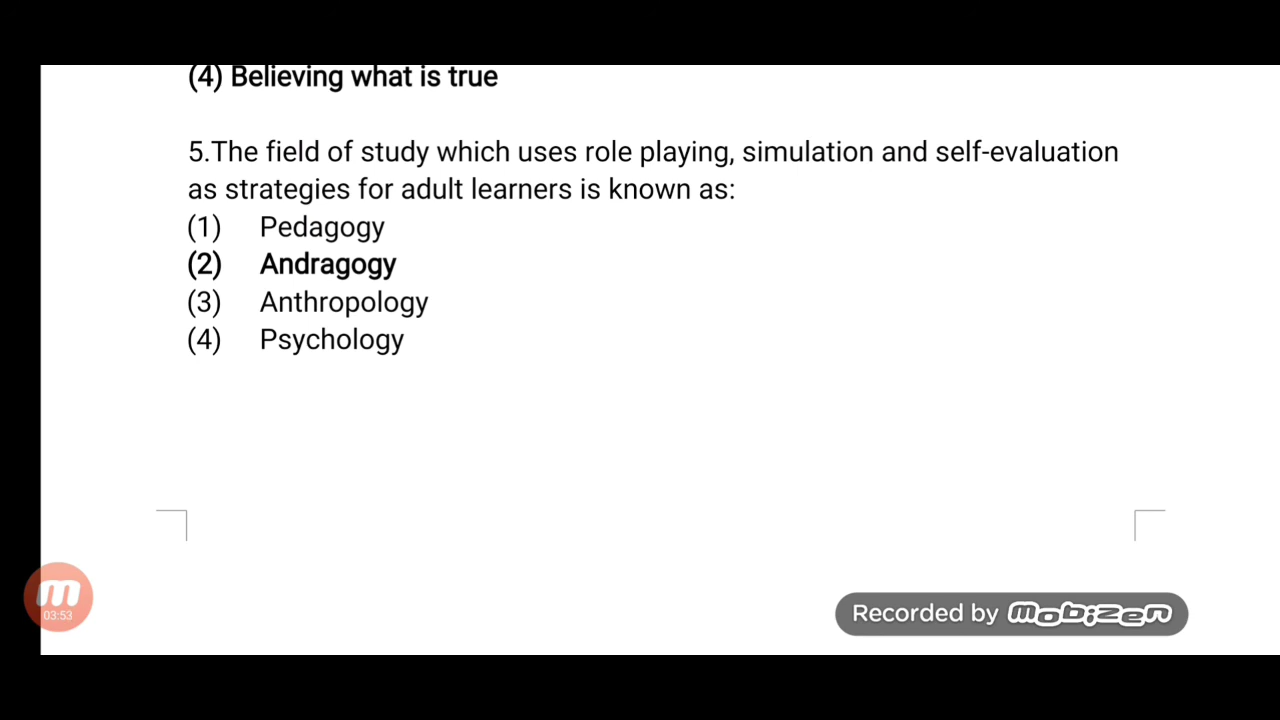 (4) Believing what is true
5.The field of study which uses role playing, simulation and self-evaluation
as strategies for adult learners is known as:
(1) Pedagogy
(2) Andragogy
(3) Anthropology
(4) Psychology
m
03:53
Recorded by mobizen